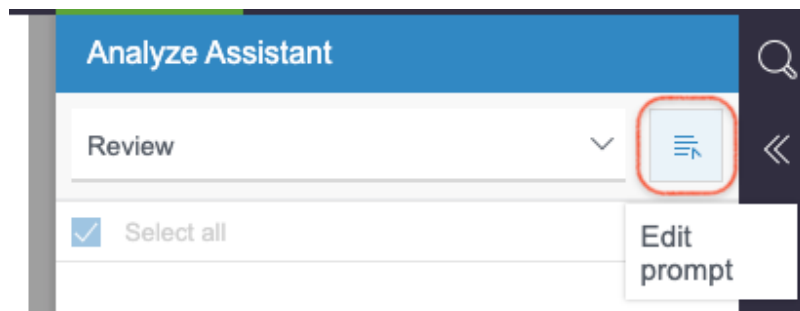 Analyze Assistant
Review
Select all
Edit
prompt